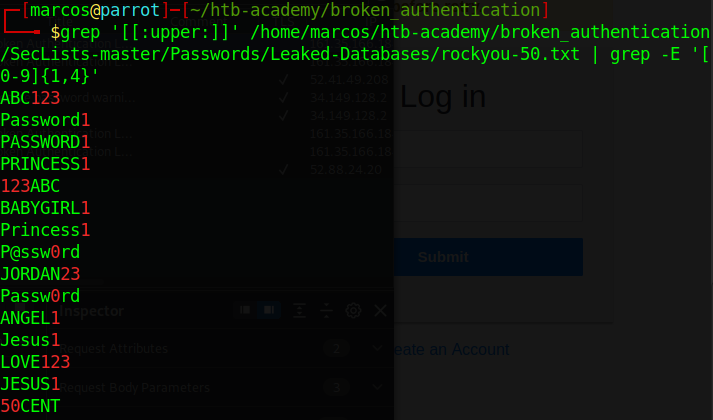 ┌─[marcos@parrot]─[~/htb-academy/broken_authentication]
└──╼ $grep '[[:upper:]]' /home/marcos/htb-academy/broken_authentication
/SecLists-master/Passwords/Leaked-Databases/rockyou-50.txt | grep -E '[
0-9]{1,4}'
52.41.49.208
ABC123
34.149.128.2
Log in
Password1
34.149.128.2
PASSWORD1
161.35.166.18
PRINCESS1
161.35.166.18
123ABC
52.88.24.20
BABYGIRL1
Princess1
P@ssw0rd
Submit
JORDAN23
Passw0rd
ANGEL1
Inspector
Jesus1
Request Attributes 2
eate an Account
LOVE123
JESUS1
Request Body Parameters 3
50CENT